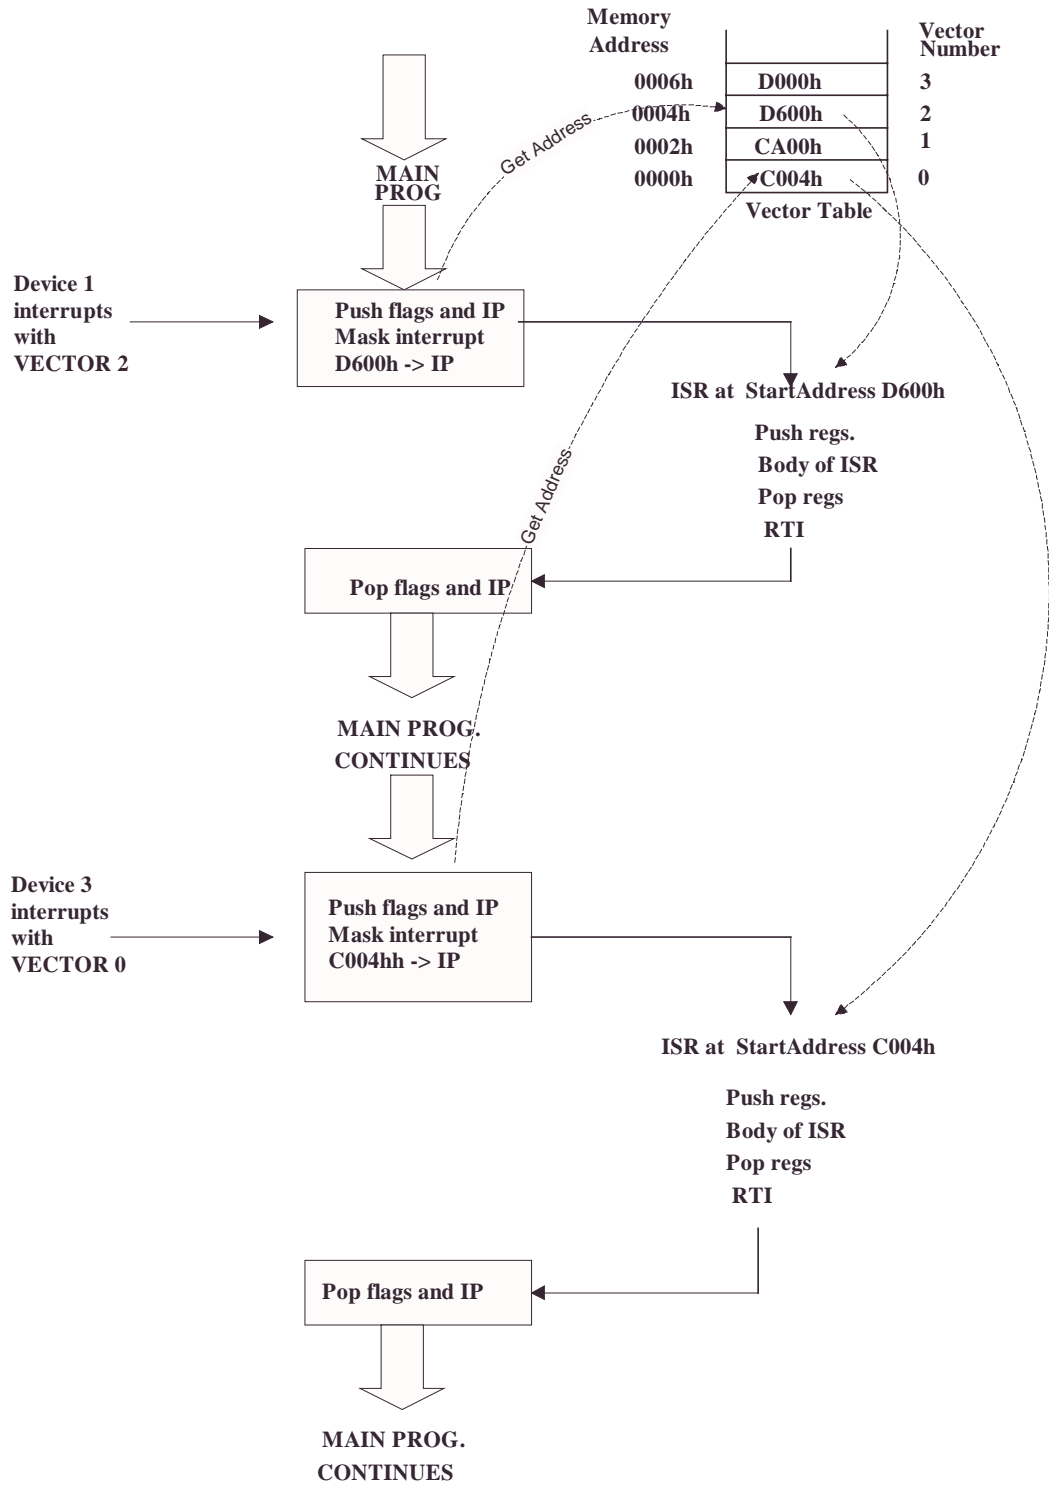 Memory
Address
Vector
Number
0006h D000h 3
0004h D600h 2
0002h CA00h 1
0000h C004h 0
Vector Table
Get Address
MAIN
PROG
Device 1
interrupts
with
VECTOR 2
Push flags and IP
Mask interrupt
D600h -> IP
ISR at StartAddress D600h
Push regs.
Body of ISR
Pop regs
RTI
Get Address
Pop flags and IP
MAIN PROG.
CONTINUES
Device 3
interrupts
with
VECTOR 0
Push flags and IP
Mask interrupt
C004hh -> IP
ISR at StartAddress C004h
Push regs.
Body of ISR
Pop regs
RTI
Pop flags and IP
MAIN PROG.
CONTINUES